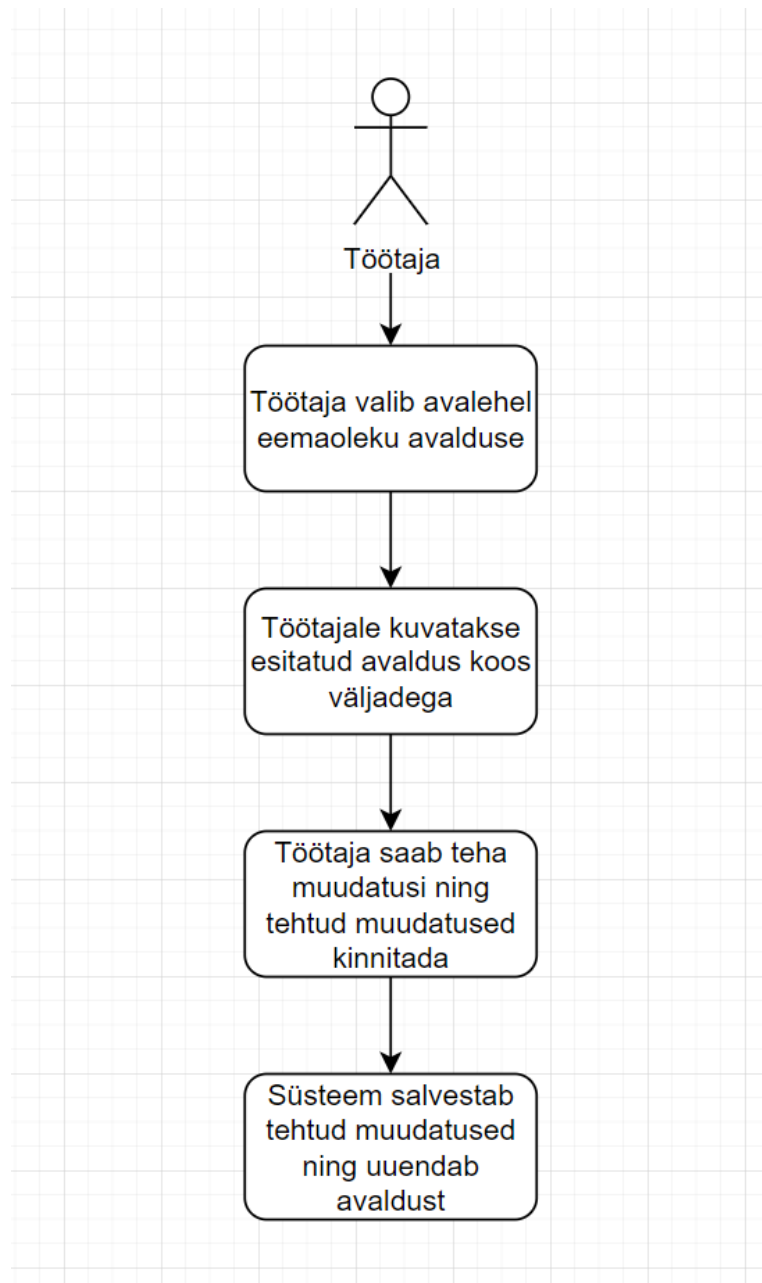 Töötaja
Töötaja valib avalehel
eemaoleku avalduse
Töötajale kuvatakse
esitatud avaldus koos
väljadega
Töötaja saab teha
muudatusi ning
tehtud muudatused
kinnitada
Süsteem salvestab
tehtud muudatused
ning uuendab
avaldust